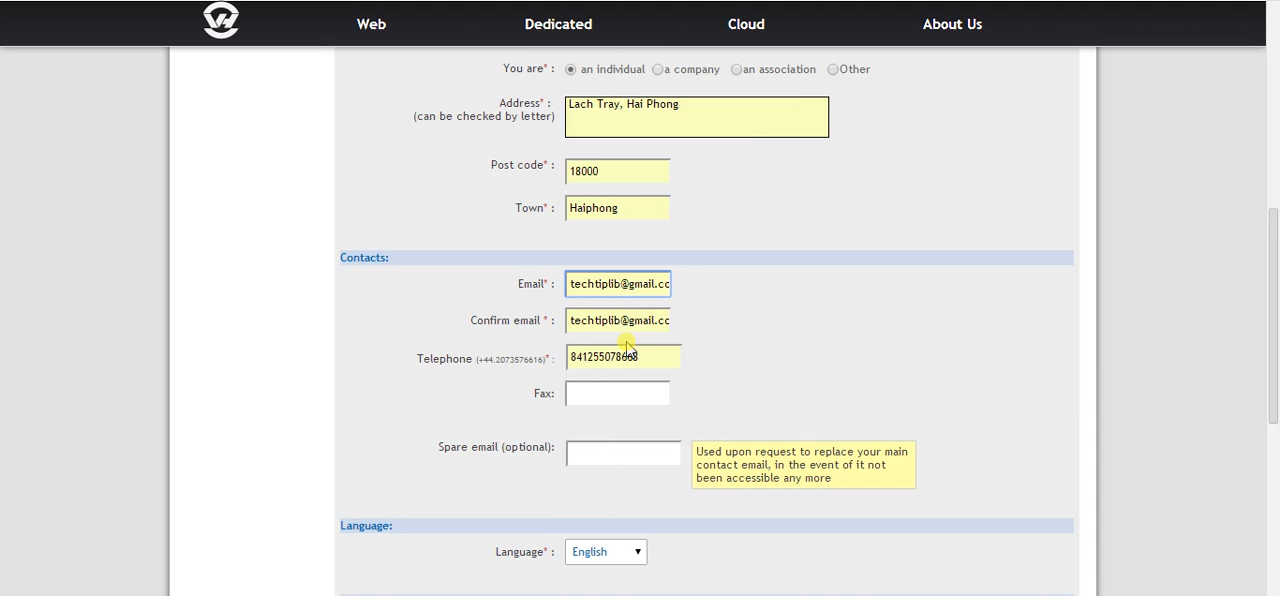 Web Dedicated Cloud About Us
You are* : an individual a company an association Other
Address* : Lach Tray, Hai Phong
(can be checked by letter)
Post code* : 18000
Town* : Haiphong
Contacts:
Email* : techtiplib@gmail.cc
Confirm email * : techtiplib@gmail.cc
Telephone (+44.2073576616)* :
Fax:
Spare email (optional): Used upon request to replace your main
contact email, in the event of it not
been accessible any more
Language:
Language* : English